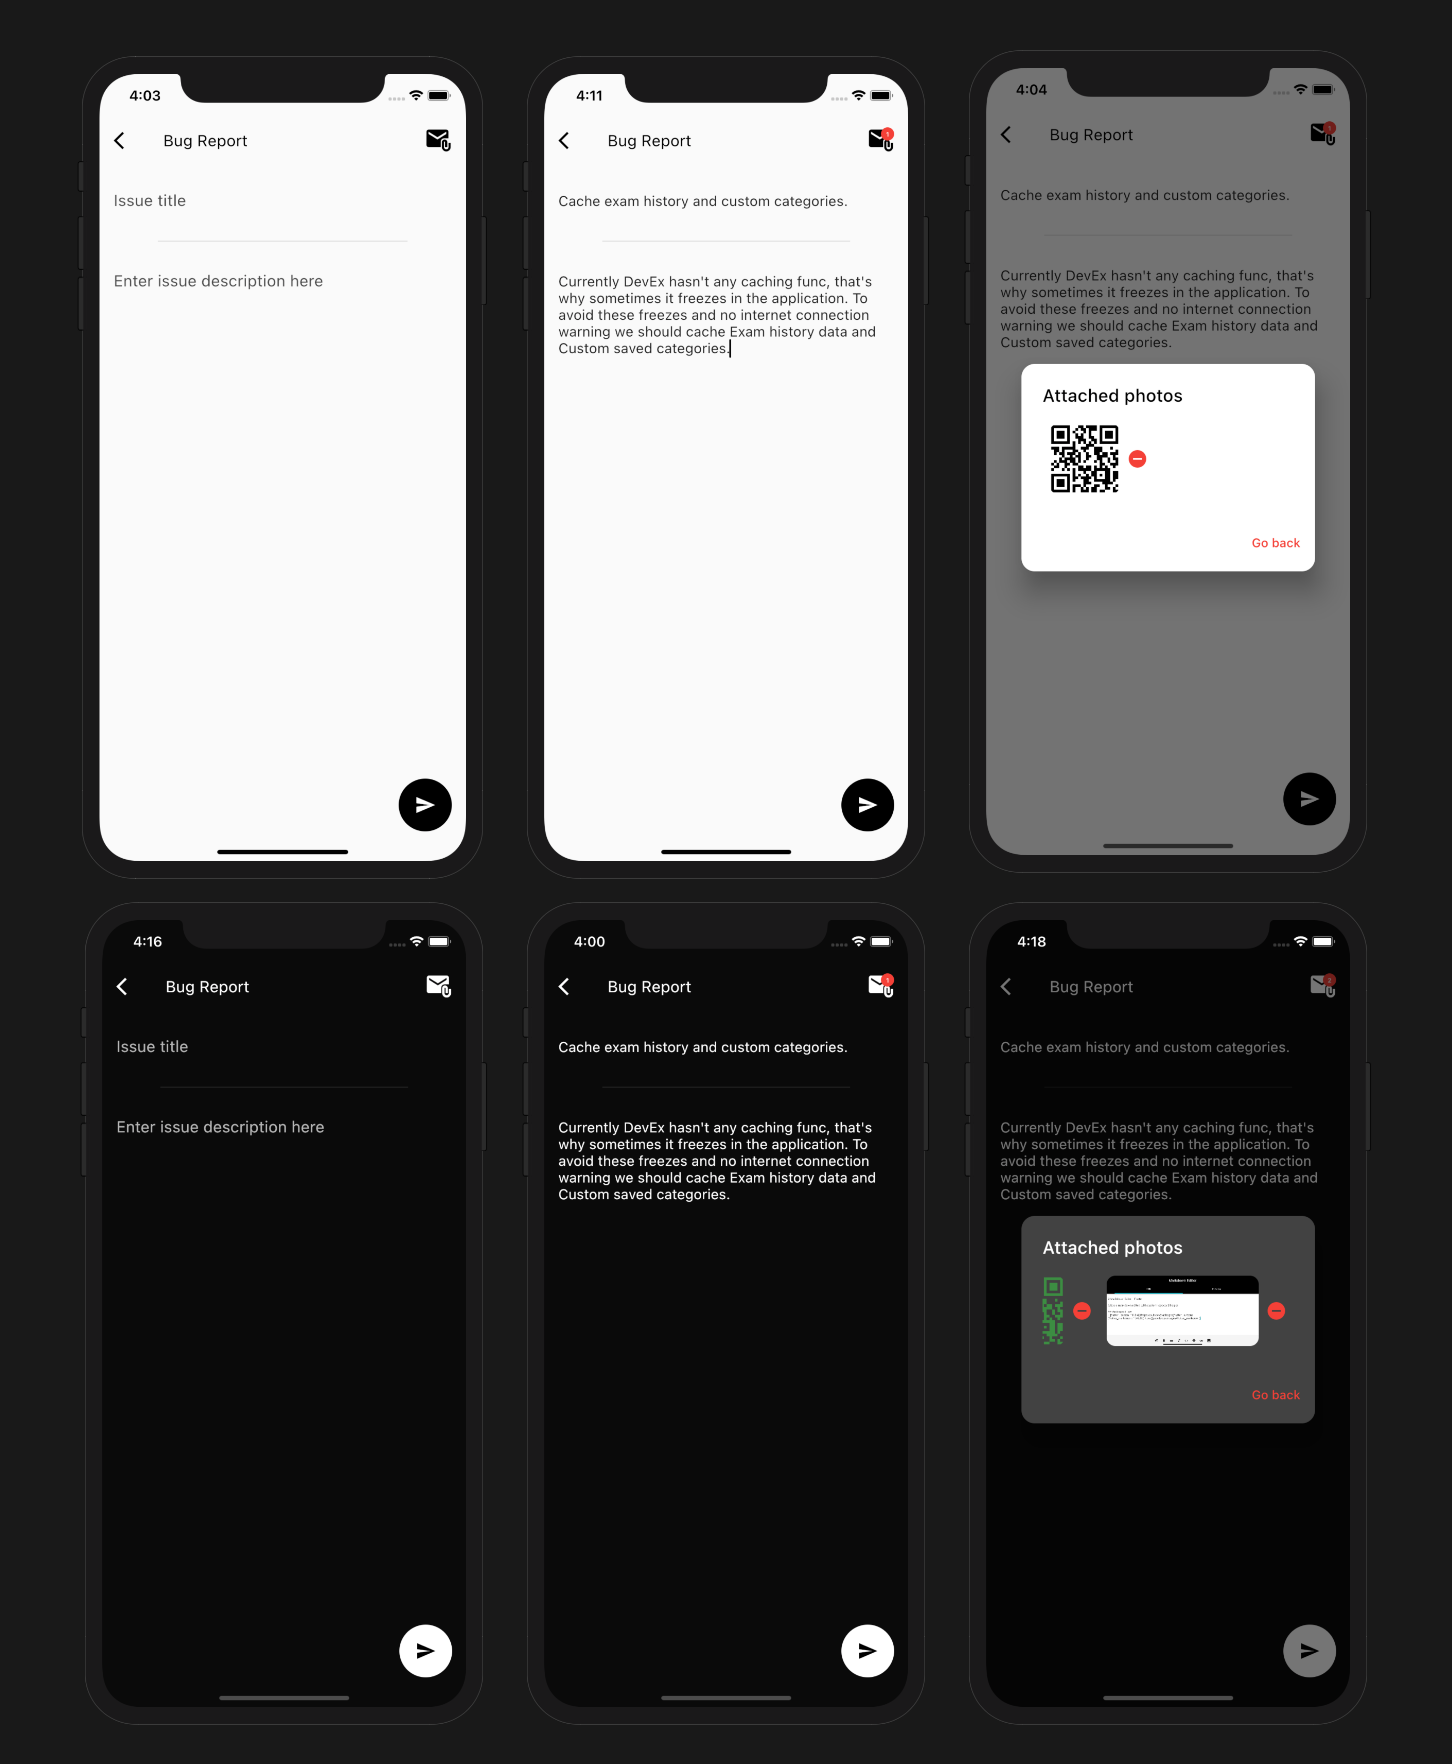 4:03
Bug Report
Issue title
Enter issue description here
4:11
1
Bug Report
Cache exam history and custom categories.
Currently DevEx hasn't any caching func, that's
why sometimes it freezes in the application. To
avoid these freezes and no internet connection
warning we should cache Exam history data and
Custom saved categories.
4:04
1
Bug Report
Cache exam history and custom categories.
Currently DevEx hasn't any caching func, that's
why sometimes it freezes in the application. To
avoid these freezes and no internet connection
warning we should cache Exam history data and
Custom saved categories.
Attached photos
Go back
4:16
Bug Report
Issue title
Enter issue description here
4:00
1
Bug Report
Cache exam history and custom categories.
Currently DevEx hasn't any caching func, that's
why sometimes it freezes in the application. To
avoid these freezes and no internet connection
warning we should cache Exam history data and
Custom saved categories.
4:18
2
Bug Report
Cache exam history and custom categories.
Currently DevEx hasn't any caching func, that's
why sometimes it freezes in the application. To
avoid these freezes and no internet connection
warning we should cache Exam history data and
Custom saved categories.
Attached photos
Markdown Editor
Go back